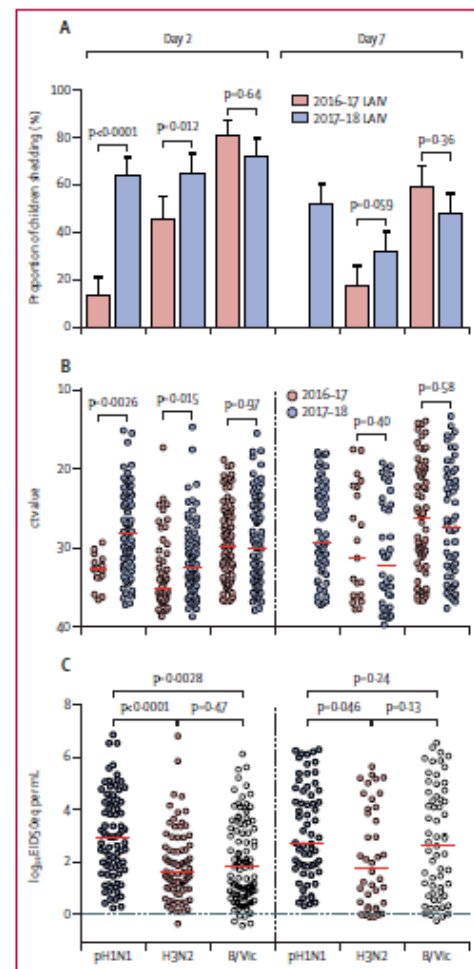 A
Day 2
Day 7
Proportion of children shedding (%)
100
80
60
40
20
0
p<0·0001
p=0·012
p=0·64
2016–17 LAIV
2017–18 LAIV
p=0·36
p=0·059
B
ct value
10
20
30
40
p=0·0026
p=0·015
p=0·97
2016–17
2017–18
p=0·58
p=0·40
C
log10EID50eq per mL
8
6
4
2
0
p=0·0028
p<0·0001
p=0·47
p=0·24
p=0·046
p=0·13
pH1N1
H3N2
B/Vic
pH1N1
H3N2
B/Vic